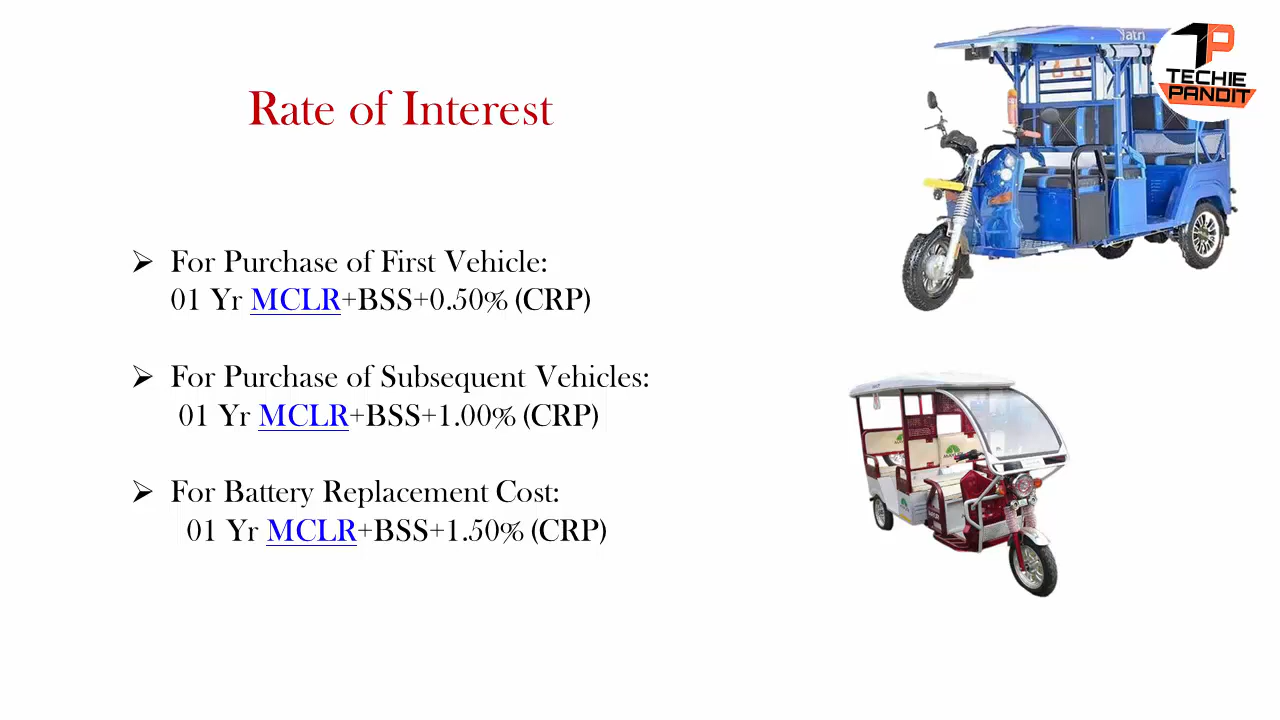 Rate of Interest
Yatri
TECHIE
PANDIT
For Purchase of First Vehicle:
01 Yr MCLR+BSS+0.50% (CRP)
For Purchase of Subsequent Vehicles:
01 Yr MCLR+BSS+1.00% (CRP)
For Battery Replacement Cost:
01 Yr MCLR+BSS+1.50% (CRP)